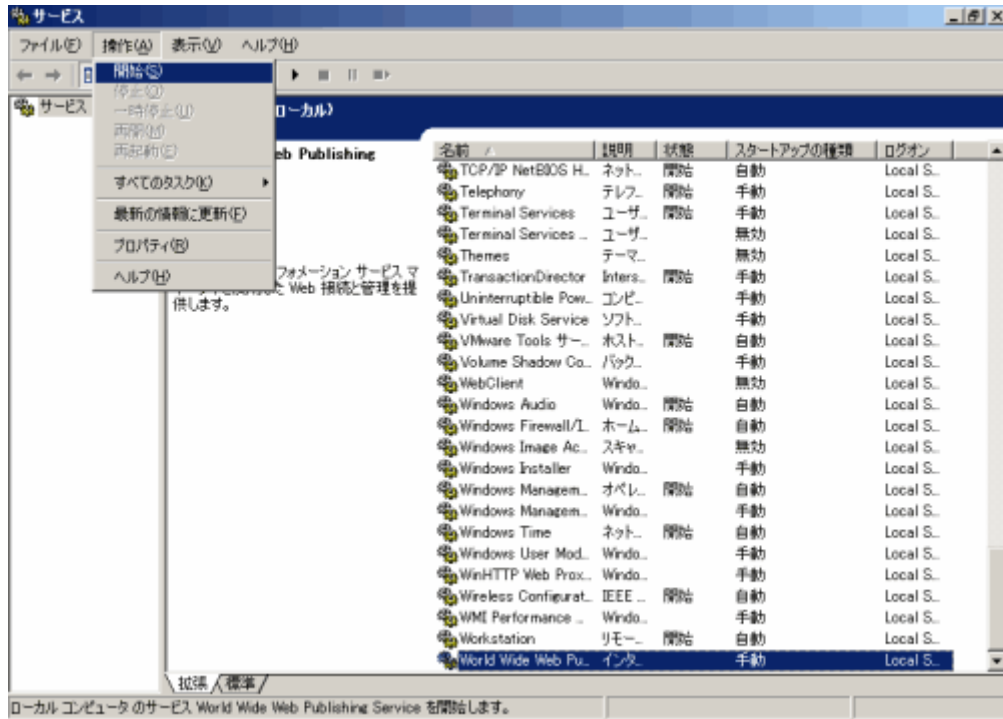 サービス
ファイル(F) 操作(A) 表示(V) ヘルプ(H)
開始(S)
停止(O)
一時停止(U)
再開(M)
再起動(E)
すべてのタスク(K)
最新の情報に更新(F)
プロパティ(R)
ヘルプ(H)
サービス
ローカル)
eb Publishing
フォメーション サービス マ
Web 接続と管理を提
供します。
名前 説明 状態 スタートアップの種類 ログオン
TCP/IP NetBIOS H... ネット... 開始 自動 Local S...
Telephony テレフ... 開始 手動 Local S...
Terminal Services ユーザ... 開始 手動 Local S...
Terminal Services ... ユーザ... 無効 Local S...
Themes テーマ... 無効 Local S...
TransactionDirector Inters... 開始 手動 Local S...
Uninterruptible Pow... コンピ... 手動 Local S...
Virtual Disk Service ソフト... 手動 Local S...
VMware Tools サー... ホスト... 開始 自動 Local S...
Volume Shadow Co... バック... 手動 Local S...
WebClient Windo... 無効 Local S...
Windows Audio Windo... 開始 自動 Local S...
Windows Firewall/I... ホーム... 開始 自動 Local S...
Windows Image Ac... スキャ... 無効 Local S...
Windows Installer Windo... 手動 Local S...
Windows Managem... オペレ... 開始 自動 Local S...
Windows Managem... Windo... 手動 Local S...
Windows Time ネット... 開始 自動 Local S...
Windows User Mod... Windo... 手動 Local S...
WinHTTP Web Prox... Windo... 手動 Local S...
Wireless Configurat... IEEE ... 開始 自動 Local S...
WMI Performance ... Windo... 手動 Local S...
Workstation リモー... 開始 自動 Local S...
World Wide Web Pu... インタ... 手動 Local S...
拡張 標準
ローカル コンピュータ のサービス World Wide Web Publishing Service を開始します。